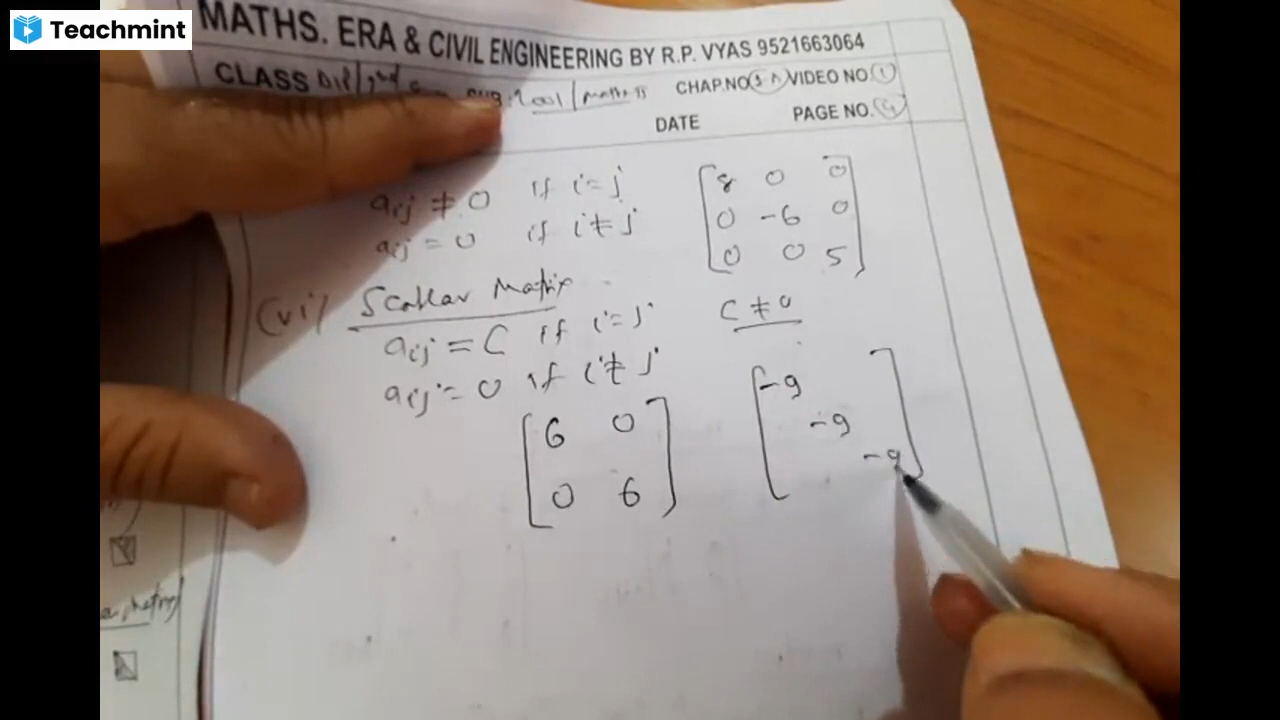 Teachmint
MATHS. ERA & CIVIL ENGINEERING BY R.P. VYAS 9521663064
CLASS CHAP.NO VIDEO NO. 1
DATE PAGE NO. 4
aij ≠ 0 if i = j
aij = 0 if i ≠ j
8 0 0
0 -6 0
0 0 5
(vi) Scalar Matrix
aij = C if i = j C ≠ 0
aij = 0 if i ≠ j
6 0
0 6
-9
-9
-9